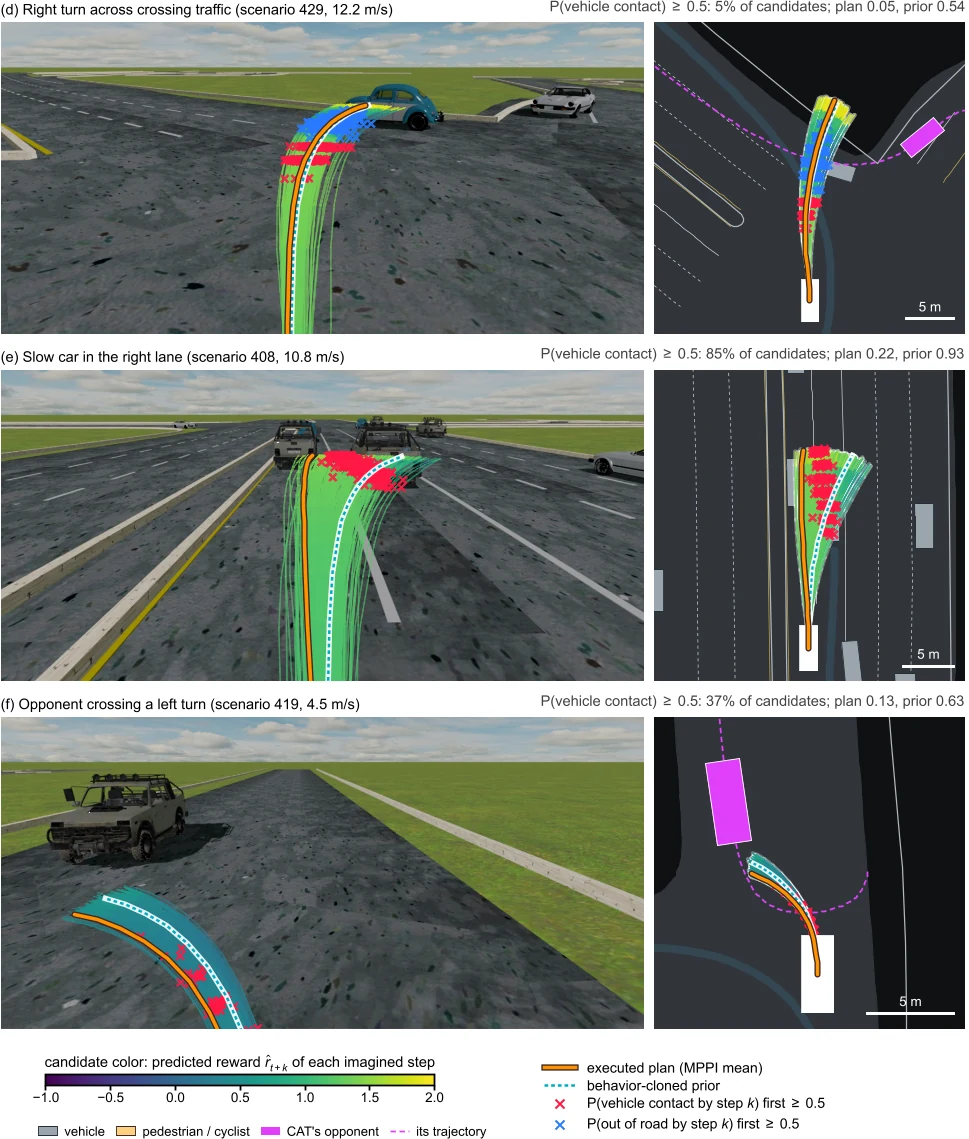 (d) Right turn across crossing traffic (scenario 429, 12.2 m/s)
P(vehicle contact) ≥ 0.5: 5% of candidates; plan 0.05, prior 0.54
5 m
(e) Slow car in the right lane (scenario 408, 10.8 m/s)
P(vehicle contact) ≥ 0.5: 85% of candidates; plan 0.22, prior 0.93
5 m
(f) Opponent crossing a left turn (scenario 419, 4.5 m/s)
P(vehicle contact) ≥ 0.5: 37% of candidates; plan 0.13, prior 0.63
5 m
candidate color: predicted reward r̂ₜ₊ₖ of each imagined step
−1.0 −0.5 0.0 0.5 1.0 1.5 2.0
vehicle pedestrian / cyclist CAT's opponent its trajectory
executed plan (MPPI mean)
behavior-cloned prior
P(vehicle contact by step k) first ≥ 0.5
P(out of road by step k) first ≥ 0.5